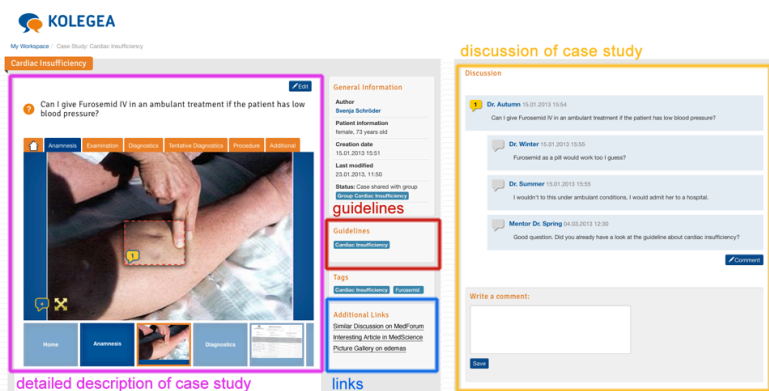 KOLEGEA
My Workspace / Case Study: Cardiac Insufficiency
discussion of case study
Cardiac Insufficiency
Edit
? Can I give Furosemid IV in an ambulant treatment if the patient has low
blood pressure?
Anamnesis Examination Diagnostics Tentative Diagnostics Procedure Additional
1
+
Home Anamnesis Diagnostics
detailed description of case study
General Information
Author
Svenja Schröder
Patient information
female, 73 years old
Creation date
15.01.2013 15:51
Last modified
23.01.2013, 11:50
Status: Case shared with group
Group Cardiac Insufficiency
guidelines
Guidelines
Cardiac Insufficiency
Tags
Cardiac Insufficiency Furosemid
Additional Links
Similar Discussion on MedForum
Interesting Article in MedScience
Picture Gallery on edemas
links
Discussion
1 Dr. Autumn 15.01.2013 15:54
Can I give Furosemid IV in an ambulant treatment if the patient has low blood pressure?
Dr. Winter 15.01.2013 15:55
Furosemid as a pill would work too I guess?
Dr. Summer 15.01.2013 15:55
I wouldn't to this under ambulant conditions, I would admit her to a hospital.
Mentor Dr. Spring 04.03.2013 12:30
Good question. Did you already have a look at the guideline about cardiac insufficiency?
Comment
Write a comment:
Save